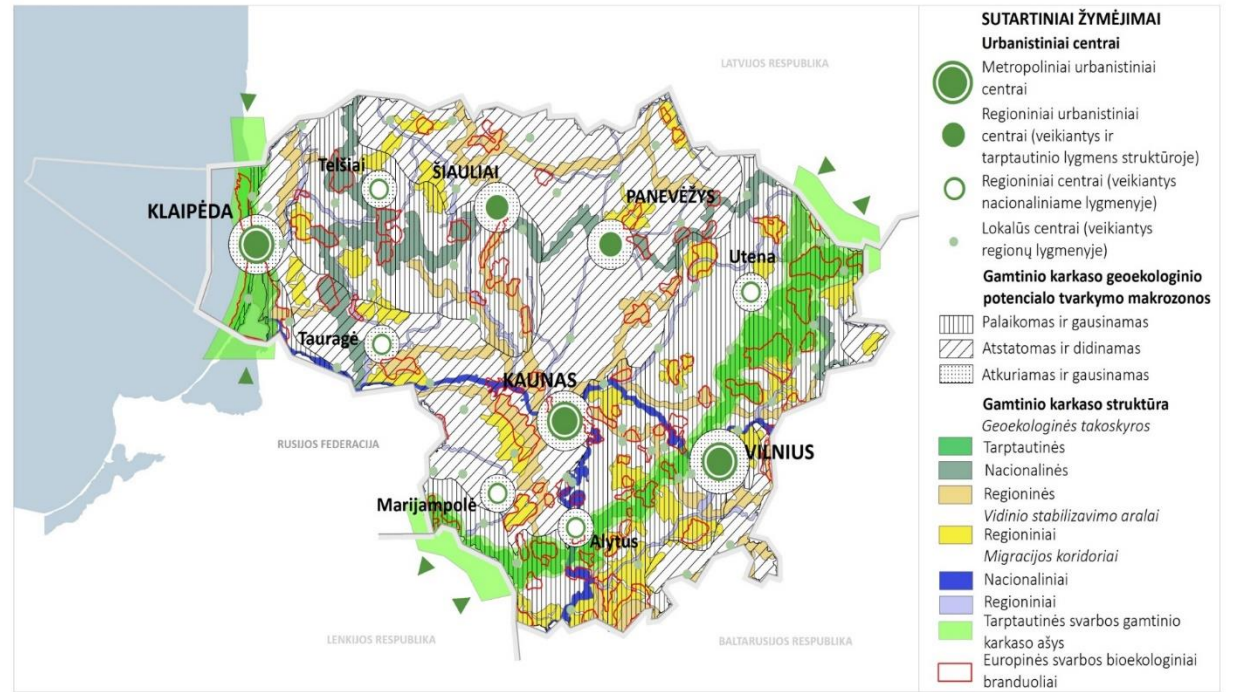 LATVIJOS RESPUBLIKA
Telšiai
ŠIAULIAI
KLAIPĖDA
PANEVĖŽYS
Utena
Tauragė
KAUNAS
RUSIJOS FEDERACIJA
VILNIUS
Marijampolė
Alytus
LENKIJOS RESPUBLIKA
BALTARUSIJOS RESPUBLIKA
SUTARTINIAI ŽYMĖJIMAI
Urbanistiniai centrai
Metropoliniai urbanistiniai
centrai
Regioniniai urbanistiniai
centrai (veikiantys ir
tarptautinio lygmens struktūroje)
Regioniniai centrai (veikiantys
nacionaliniame lygmenyje)
Lokalūs centrai (veikiantys
regionų lygmenyje)
Gamtinio karkaso geoekologinio
potencialo tvarkymo makrozonos
Palaikomas ir gausinamas
Atstatomas ir didinamas
Atkuriamas ir gausinamas
Gamtinio karkaso struktūra
Geoekologinės takoskyros
Tarptautinės
Nacionalinės
Regioninės
Vidinio stabilizavimo aralai
Regioniniai
Migracijos koridoriai
Nacionaliniai
Regioniniai
Tarptautinės svarbos gamtinio
karkaso ašys
Europinės svarbos bioekologiniai
branduoliai